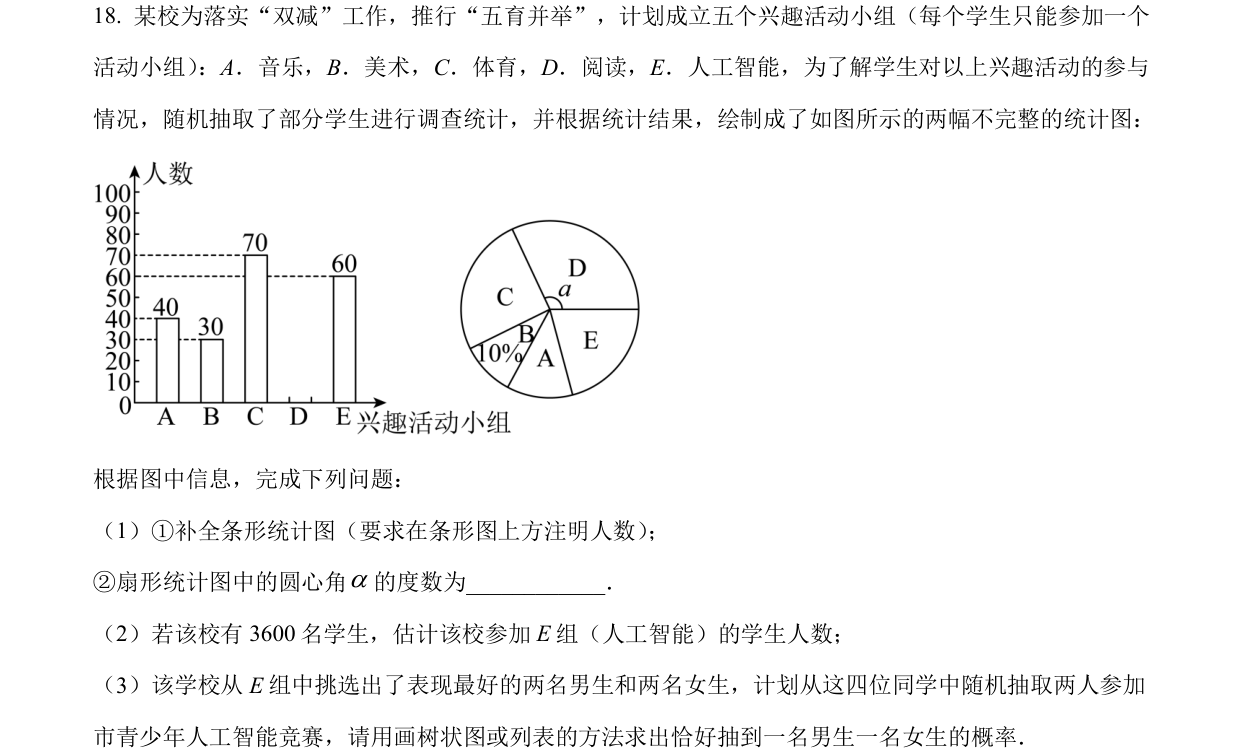 18. 某校为落实“双减”工作，推行“五育并举”，计划成立五个兴趣活动小组（每个学生只能参加一个
活动小组）：A．音乐，B．美术，C．体育，D．阅读，E．人工智能，为了解学生对以上兴趣活动的参与
情况，随机抽取了部分学生进行调查统计，并根据统计结果，绘制成了如图所示的两幅不完整的统计图：
人数
100
90
80
70
60
50
40
30
20
10
0
40
30
70
60
A B C D E 兴趣活动小组
D
a
C
B
10%
A
E
根据图中信息，完成下列问题：
（1）①补全条形统计图（要求在条形图上方注明人数）；
②扇形统计图中的圆心角α的度数为____________．
（2）若该校有 3600 名学生，估计该校参加 E 组（人工智能）的学生人数；
（3）该学校从 E 组中挑选出了表现最好的两名男生和两名女生，计划从这四位同学中随机抽取两人参加
市青少年人工智能竞赛，请用画树状图或列表的方法求出恰好抽到一名男生一名女生的概率．